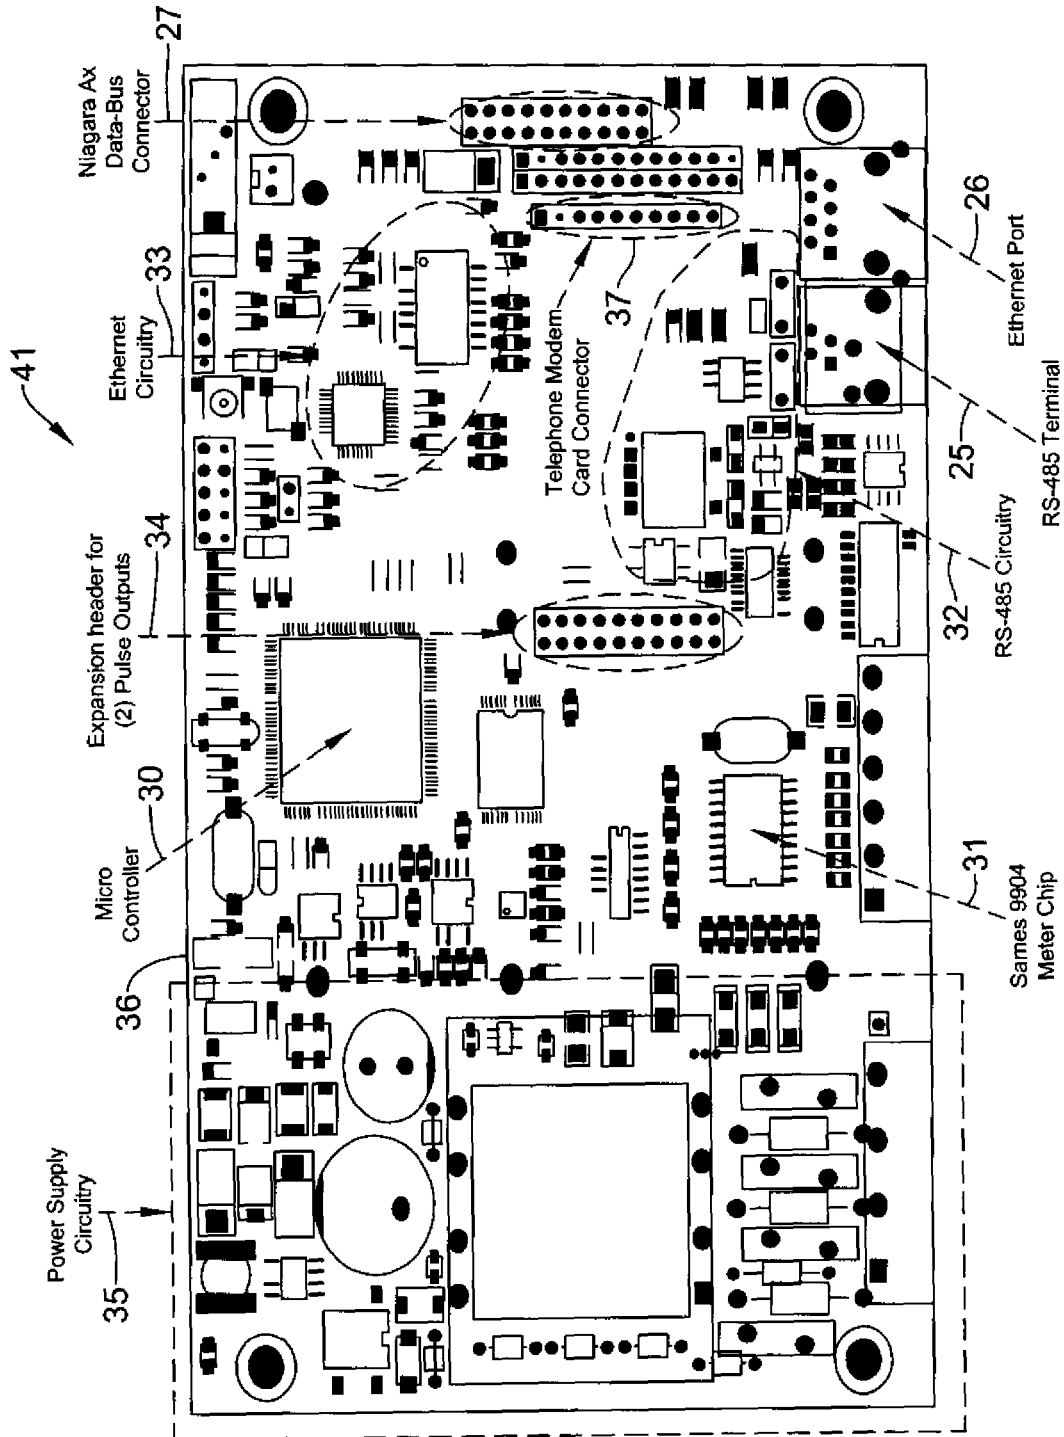 41
Power Supply
Circuitry
35
36
Micro
Controller
30
Expansion header for
(2) Pulse Outputs
34
Ethernet
Circuitry
33
Niagara Ax
Data-Bus
Connector
27
Telephone Modem
Card Connector
37
Sames 9904
Meter Chip
31
RS-485 Circuitry
32
RS-485 Terminal
25
Ethernet Port
26